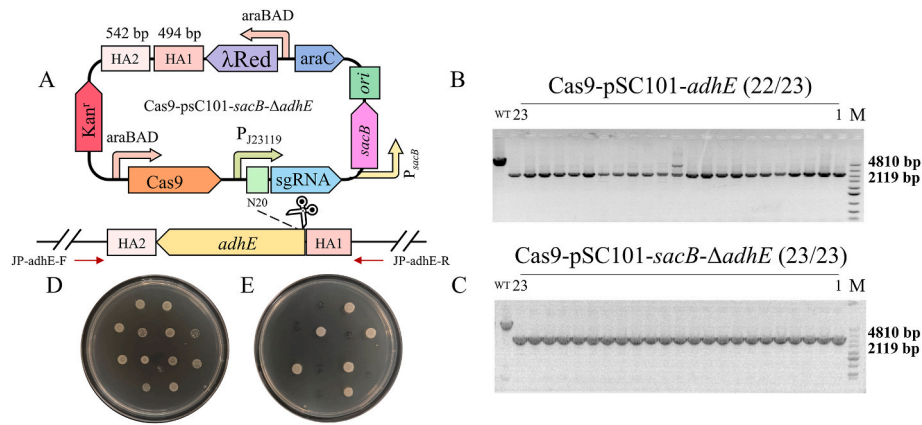 A
542 bp
494 bp
araBAD
HA2
HA1
λRed
araC
ori
Kanʳ
Cas9-pSC101-sacB-ΔadhE
sacB
araBAD
P_J23119
P_sacB
Cas9
sgRNA
N20
HA2
adhE
HA1
JP-adhE-F
JP-adhE-R
B
Cas9-pSC101-adhE (22/23)
WT
23
1
M
4810 bp
2119 bp
C
Cas9-pSC101-sacB-ΔadhE (23/23)
WT
23
1
M
4810 bp
2119 bp
D
E